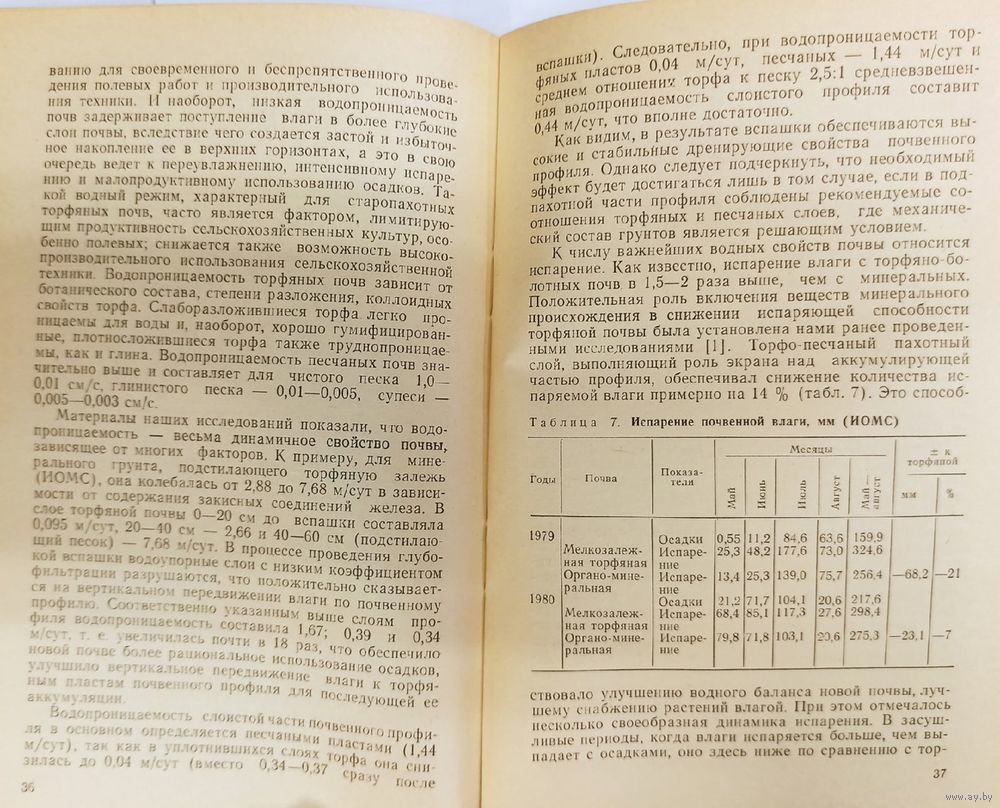 ванию для своевременного и беспрепятственного прове-
дения полевых работ и производительного использова-
ния техники. И наоборот, низкая водопроницаемость
почв задерживает поступление влаги в более глубокие
слои почвы, вследствие чего создается застой и избыточ-
ное накопление ее в верхних горизонтах, а это в свою
очередь ведет к переувлажнению, интенсивному испаре-
нию и малопродуктивному использованию осадков. Та-
кой водный режим, характерный для старопахотных
торфяных почв, часто является фактором, лимитирую-
щим продуктивность сельскохозяйственных культур, осо-
бенно полевых; снижается также возможность высоко-
производительного использования сельскохозяйственной
техники. Водопроницаемость торфяных почв зависит от
ботанического состава, степени разложения, коллоидных
свойств торфа. Слаборазложившиеся торфа легко про-
ницаемы для воды и, наоборот, хорошо гумифицирован-
ные, плотносложившиеся торфа также труднопроницае-
мы, как и глина. Водопроницаемость песчаных почв зна-
чительно выше и составляет для чистого песка 1,0—
0,01 см/с, глинистого песка — 0,01—0,005, супеси —
0,005—0,003 см/с.
Материалы наших исследований показали, что водо-
проницаемость — весьма динамичное свойство почвы,
зависящее от многих факторов. К примеру, для мине-
рального грунта, подстилающего торфяную залежь
(ИОМС), она колебалась от 2,88 до 7,68 м/сут в зависи-
мости от содержания закисных соединений железа. В
слое торфяной почвы 0—20 см до вспашки составляла
0,095 м/сут, 20—40 см — 2,66 и 40—60 см (подстилаю-
щий песок) — 7,68 м/сут. В процессе проведения глубо-
кой вспашки водоупорные слои с низким коэффициентом
фильтрации разрушаются, что положительно сказывает-
ся на вертикальном передвижении влаги по почвенному
профилю. Соответственно указанным выше слоям про-
филя водопроницаемость составила 1,67; 0,39 и 0,34
м/сут, т. е. увеличилась почти в 18 раз, что обеспечило
новой почве более рациональное использование осадков,
улучшило вертикальное передвижение влаги к торфя-
ным пластам почвенного профиля для последующей ее
аккумуляции.
Водопроницаемость слоистой части почвенного профи-
ля в основном определяется песчаными пластами (1,44
м/сут), так как в уплотнившихся слоях торфа она сни-
зилась до 0,04 м/сут (вместо 0,34—0,37 сразу после
36
вспашки). Следовательно, при водопроницаемости тор-
фяных пластов 0,04 м/сут, песчаных — 1,44 м/сут и
среднем отношении торфа к песку 2,5:1 средневзвешен-
ная водопроницаемость слоистого профиля составит
0,44 м/сут, что вполне достаточно.
Как видим, в результате вспашки обеспечиваются вы-
сокие и стабильные дренирующие свойства почвенного
профиля. Однако следует подчеркнуть, что необходимый
эффект будет достигаться лишь в том случае, если в под-
пахотной части профиля соблюдены рекомендуемые со-
отношения торфяных и песчаных слоев, где механиче-
ский состав грунтов является решающим условием.
К числу важнейших водных свойств почвы относится
испарение. Как известно, испарение влаги с торфяно-бо-
лотных почв в 1,5—2 раза выше, чем с минеральных.
Положительная роль включения веществ минерального
происхождения в снижении испаряющей способности
торфяной почвы была установлена нами ранее проведен-
ными исследованиями [1]. Торфо-песчаный пахотный
слой, выполняющий роль экрана над аккумулирующей
частью профиля, обеспечивал снижение количества ис-
паряемой влаги примерно на 14 % (табл. 7). Это способ-
Таблица 7. Испарение почвенной влаги, мм (ИОМС)
Годы Почва Показа-
тели Месяцы ± к
торфяной
Май Июнь Июль Август Май —
август мм %
1979 Осадки 0,55 11,2 84,6 63,6 159,9
Мелкозалеж- Испаре- 25,3 48,2 177,6 73,0 324,6
ная торфяная ние
Органо-мине- Испаре- 13,4 25,3 139,0 75,7 256,4 —68,2 —21
ральная ние
1980 Осадки 21,2 71,7 104,1 20,6 217,6
Мелкозалеж- Испаре- 68,4 85,1 117,3 27,6 298,4
ная торфяная ние
Органо-мине- Испаре- 79,8 71,8 103,1 20,6 275,3 —23,1 —7
ральная ние
ствовало улучшению водного баланса новой почвы, луч-
шему снабжению растений влагой. При этом отмечалось
несколько своеобразная динамика испарения. В засуш-
ливые периоды, когда влаги испаряется больше, чем вы-
падает с осадками, оно здесь ниже по сравнению с тор-
37
www.ay.by